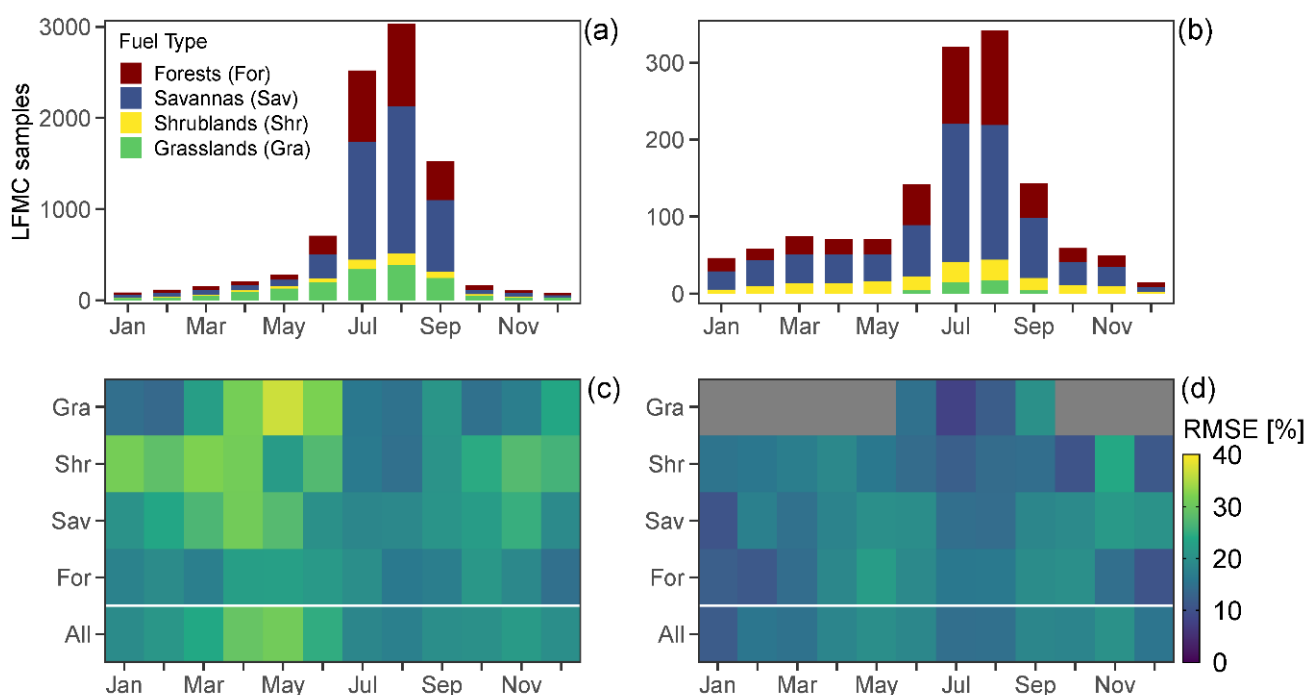 (a)
Fuel Type
Forests (For)
Savannas (Sav)
Shrublands (Shr)
Grasslands (Gra)
LFMC samples
3000
2000
1000
0
Jan Mar May Jul Sep Nov
(b)
300
200
100
0
Jan Mar May Jul Sep Nov
(c)
Gra
Shr
Sav
For
All
Jan Mar May Jul Sep Nov
(d)
Gra
Shr
Sav
For
All
Jan Mar May Jul Sep Nov
RMSE [%]
40
30
20
10
0